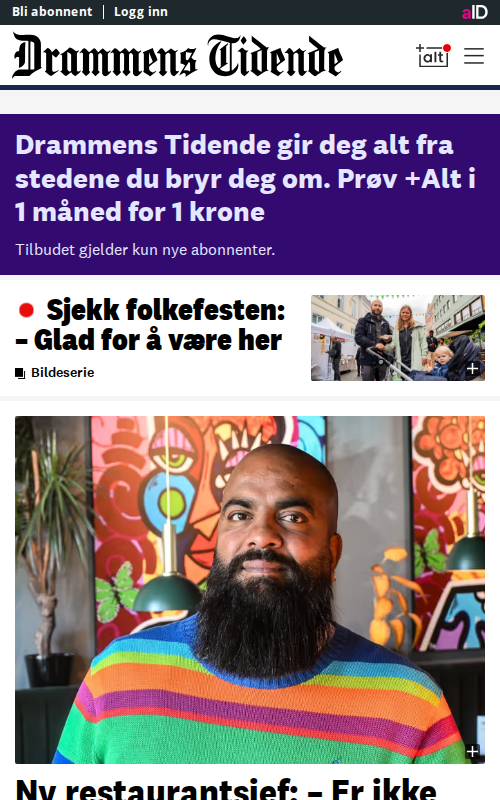 Bli abonnent | Logg inn
aID
Drammens Tidende
+alt
Drammens Tidende gir deg alt fra
stedene du bryr deg om. Prøv +Alt i
1 måned for 1 krone
Tilbudet gjelder kun nye abonnenter.
Sjekk folkefesten:
– Glad for å være her
Bildeserie
Ny restaurantsjef: – Er ikke